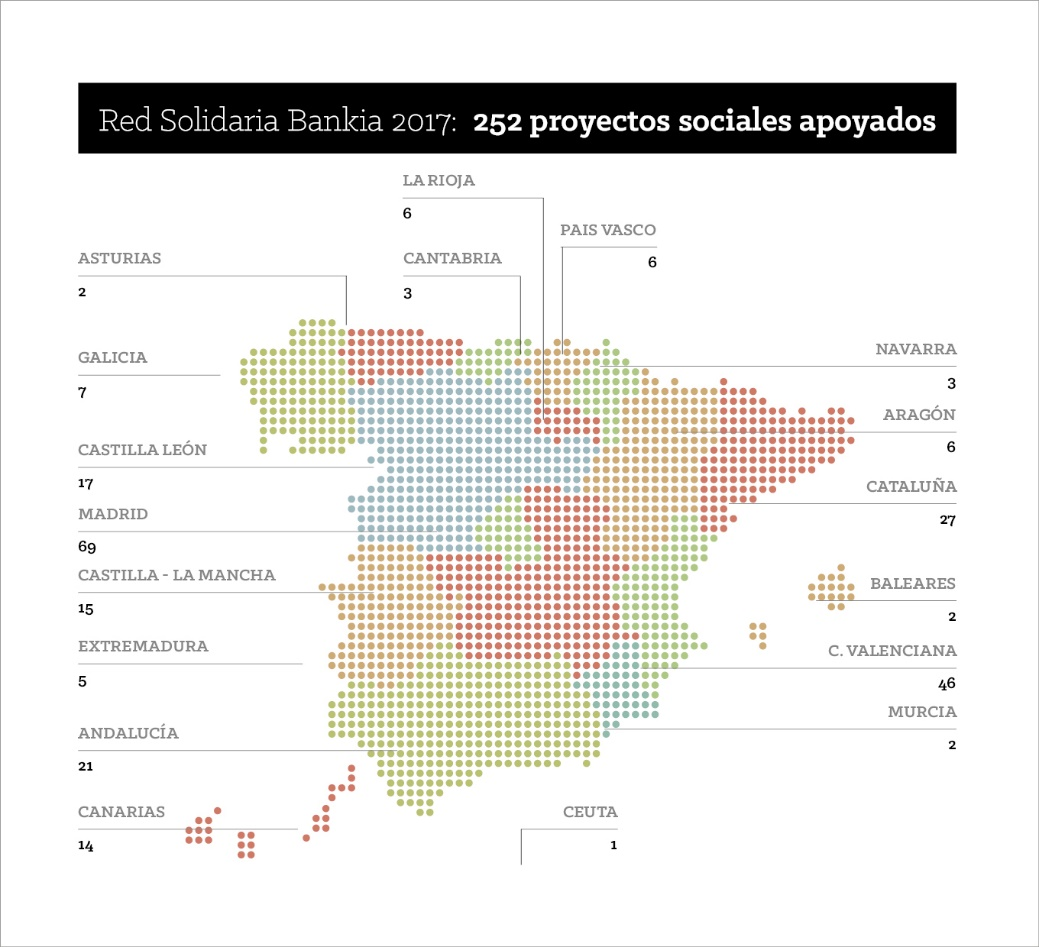 Red Solidaria Bankia 2017: 252 proyectos sociales apoyados
LA RIOJA
6
PAIS VASCO
6
ASTURIAS
2
CANTABRIA
3
GALICIA
7
NAVARRA
3
ARAGÓN
6
CASTILLA LEÓN
17
CATALUÑA
27
MADRID
69
CASTILLA - LA MANCHA
15
BALEARES
2
EXTREMADURA
5
C. VALENCIANA
46
MURCIA
2
ANDALUCÍA
21
CANARIAS
14
CEUTA
1